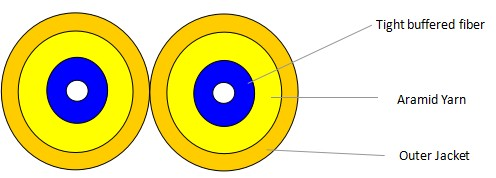 Tight buffered fiber
Aramid Yarn
Outer Jacket